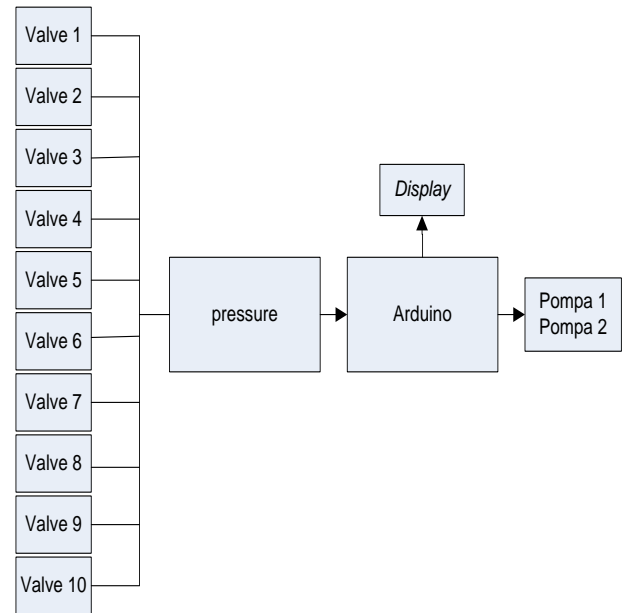 Valve 1
Valve 2
Valve 3
Valve 4
Valve 5
Valve 6
Valve 7
Valve 8
Valve 9
Valve 10
pressure
Display
Arduino
Pompa 1
Pompa 2